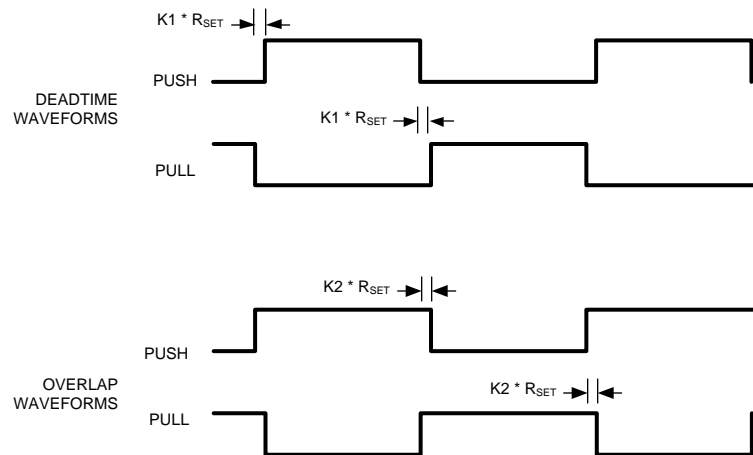 K1 * RSET
PUSH
DEADTIME
WAVEFORMS
K1 * RSET
PULL
K2 * RSET
PUSH
OVERLAP
WAVEFORMS
K2 * RSET
PULL